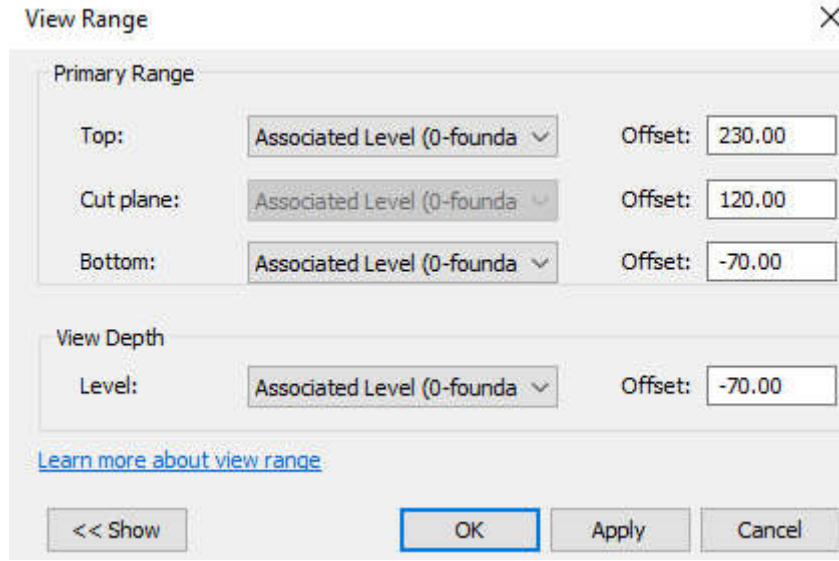 View Range
Primary Range
Top: Associated Level (0-founda Offset: 230.00
Cut plane: Associated Level (0-founda Offset: 120.00
Bottom: Associated Level (0-founda Offset: -70.00
View Depth
Level: Associated Level (0-founda Offset: -70.00
Learn more about view range
<< Show OK Apply Cancel